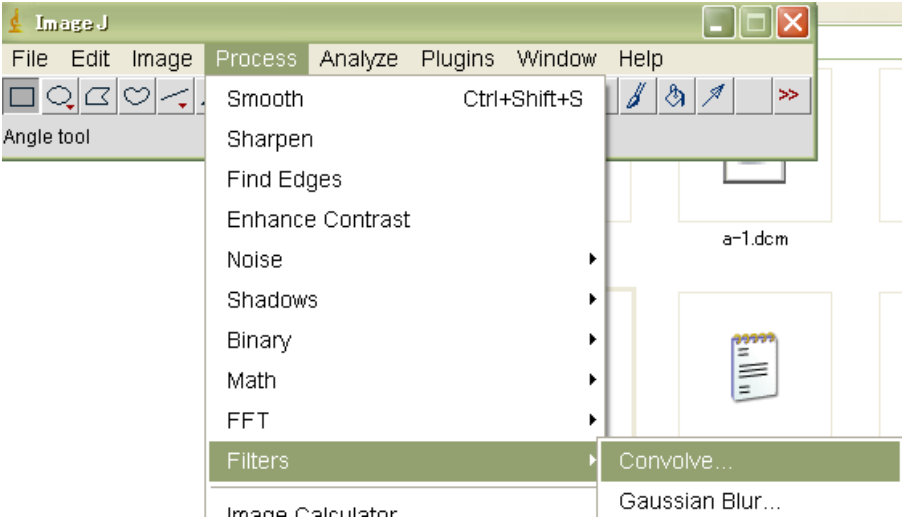 Image J
File Edit Image Process Analyze Plugins Window Help
>>
Angle tool
Smooth Ctrl+Shift+S
Sharpen
Find Edges
Enhance Contrast
Noise
Shadows
Binary
Math
FFT
Filters
Image Calculator
Convolve...
Gaussian Blur...
a-1.dcm